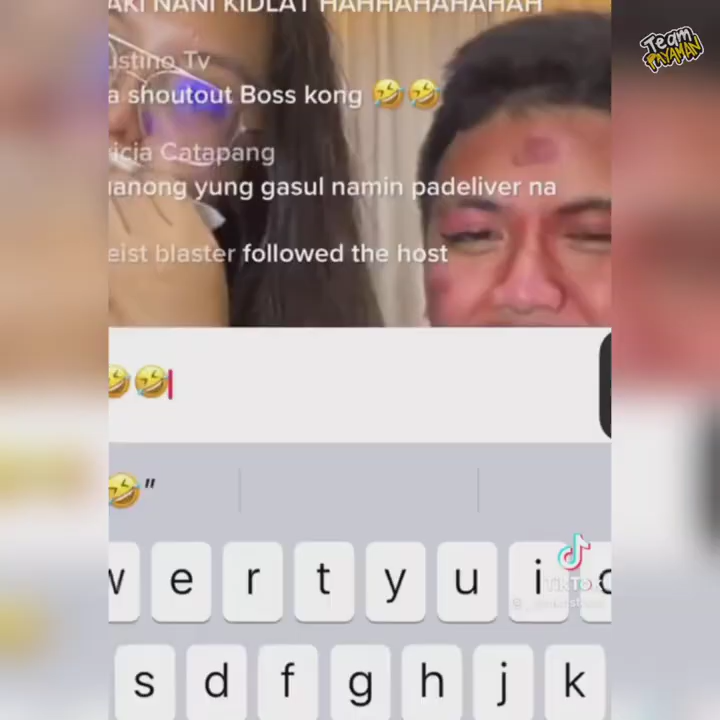 AKI NANI KIDLAT HAHHAHAHAHAH
Team
PAYAMAN
istino Tv
a shoutout Boss kong 🤣🤣
icia Catapang
anong yung gasul namin padeliver na
eist blaster followed the host
🤣🤣
🤣"
w e r t y u i o
TikTok
s d f g h j k